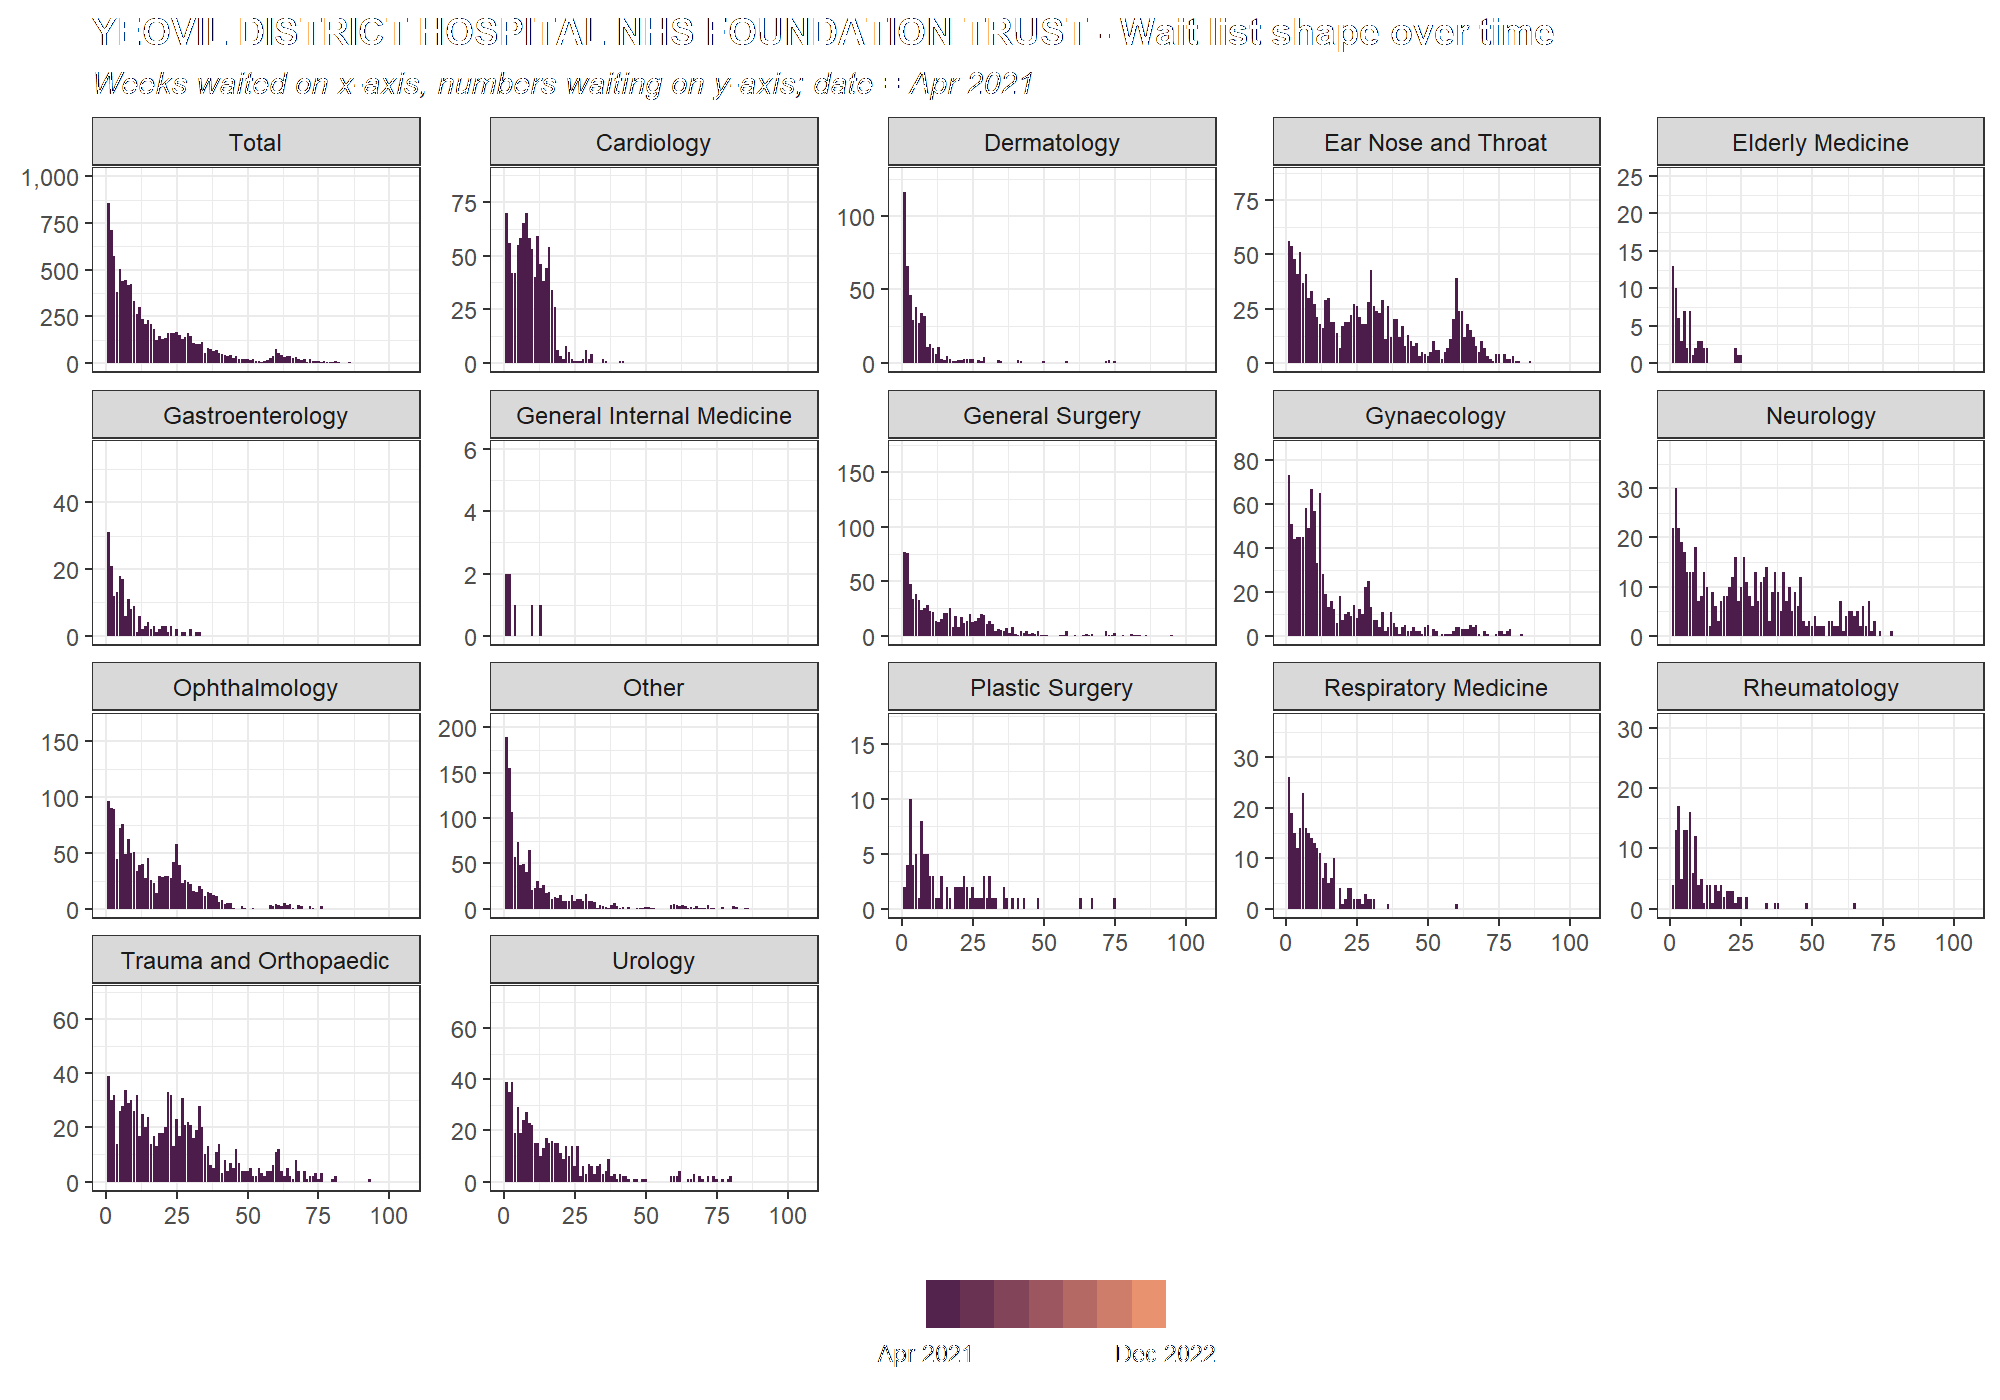 YEOVIL DISTRICT HOSPITAL NHS FOUNDATION TRUST - Wait list shape over time
Weeks waited on x-axis, numbers waiting on y-axis; date = Apr 2021
Total
1,000
750
500
250
0
Cardiology
75
50
25
0
Dermatology
100
50
0
Ear Nose and Throat
75
50
25
0
Elderly Medicine
25
20
15
10
5
0
Gastroenterology
40
20
0
General Internal Medicine
6
4
2
0
General Surgery
150
100
50
0
Gynaecology
80
60
40
20
0
Neurology
30
20
10
0
Ophthalmology
150
100
50
0
Other
200
150
100
50
0
Plastic Surgery
15
10
5
0
0 25 50 75 100
Respiratory Medicine
30
20
10
0
0 25 50 75 100
Rheumatology
30
20
10
0
0 25 50 75 100
Trauma and Orthopaedic
60
40
20
0
0 25 50 75 100
Urology
60
40
20
0
0 25 50 75 100
Apr 2021 Dec 2022